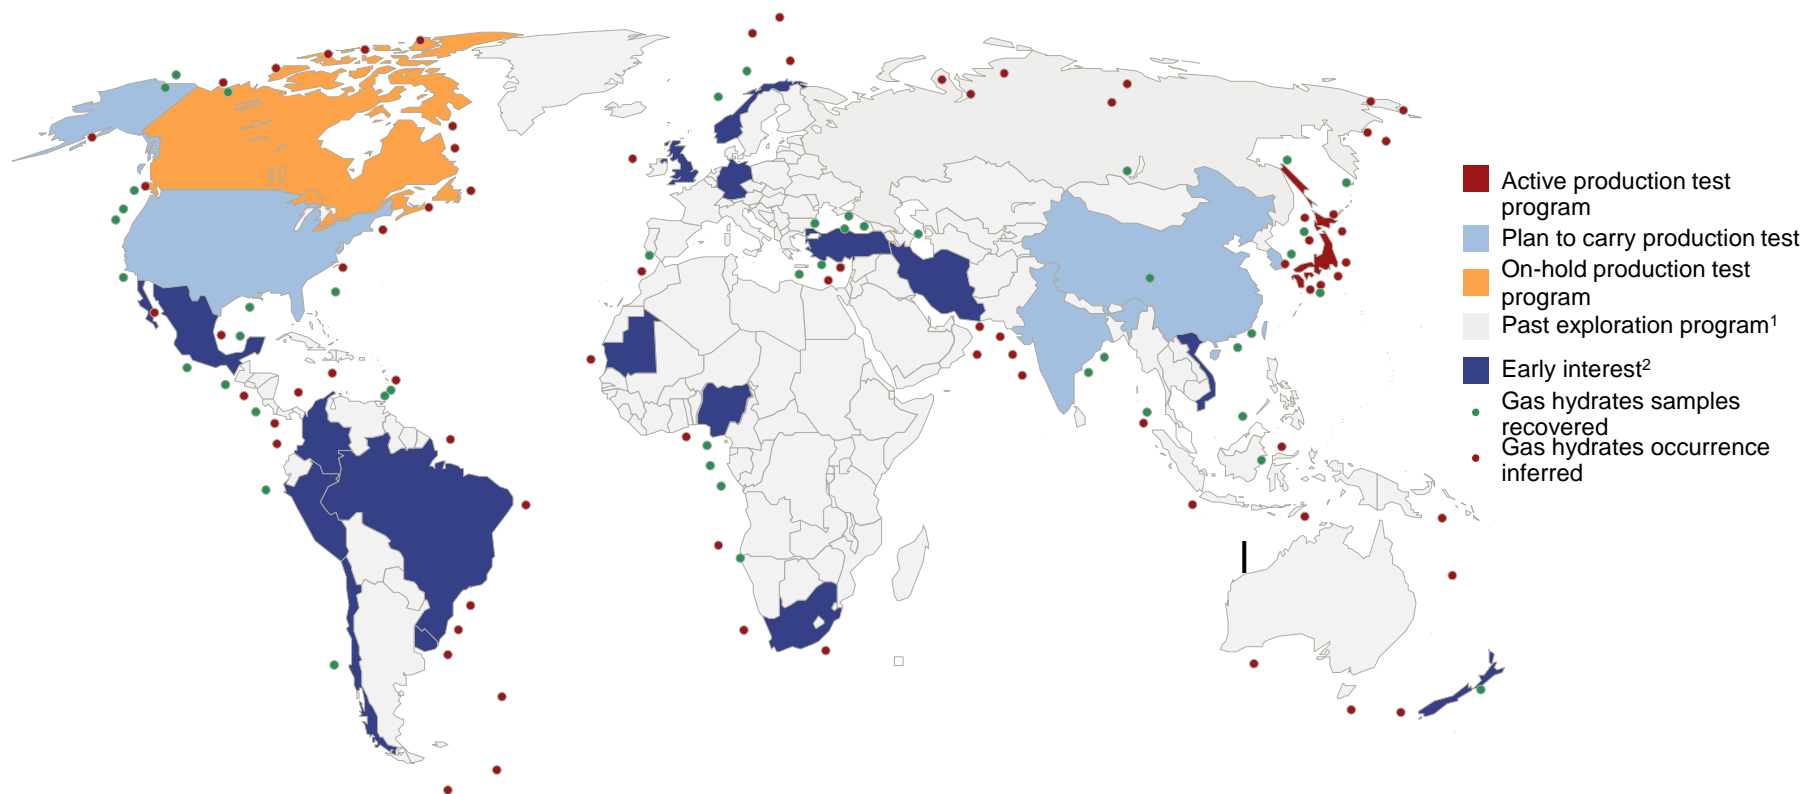 Active production test
program
Plan to carry production test
On-hold production test
program
Past exploration program1
Early interest2
Gas hydrates samples
recovered
Gas hydrates occurrence
inferred